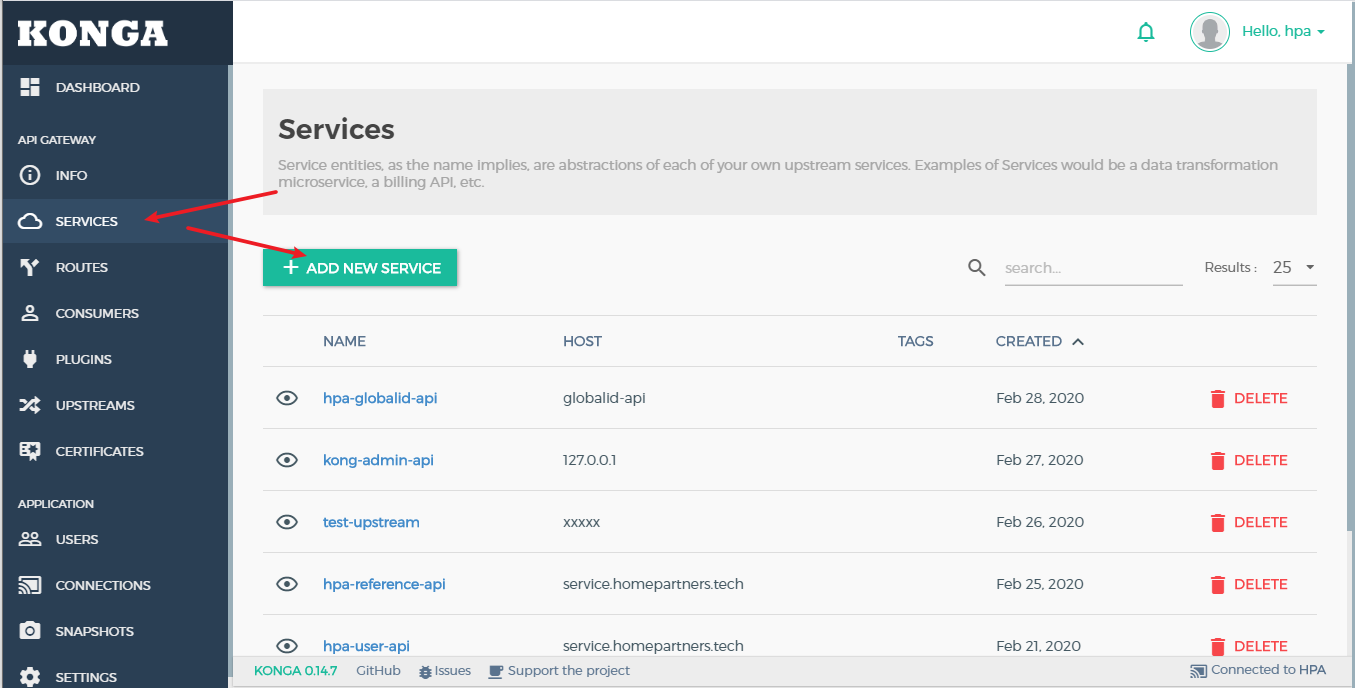 KONGA
Hello, hpa
DASHBOARD
API GATEWAY
INFO
SERVICES
ROUTES
CONSUMERS
PLUGINS
UPSTREAMS
CERTIFICATES
APPLICATION
USERS
CONNECTIONS
SNAPSHOTS
SETTINGS
Services
Service entities, as the name implies, are abstractions of each of your own upstream services. Examples of Services would be a data transformation
microservice, a billing API, etc.
+ ADD NEW SERVICE
search...
Results : 25
NAME HOST TAGS CREATED
hpa-globalid-api globalid-api Feb 28, 2020 DELETE
kong-admin-api 127.0.0.1 Feb 27, 2020 DELETE
test-upstream xxxxx Feb 26, 2020 DELETE
hpa-reference-api service.homepartners.tech Feb 25, 2020 DELETE
hpa-user-api service.homepartners.tech Feb 21, 2020 DELETE
KONGA 0.14.7 GitHub Issues Support the project Connected to HPA